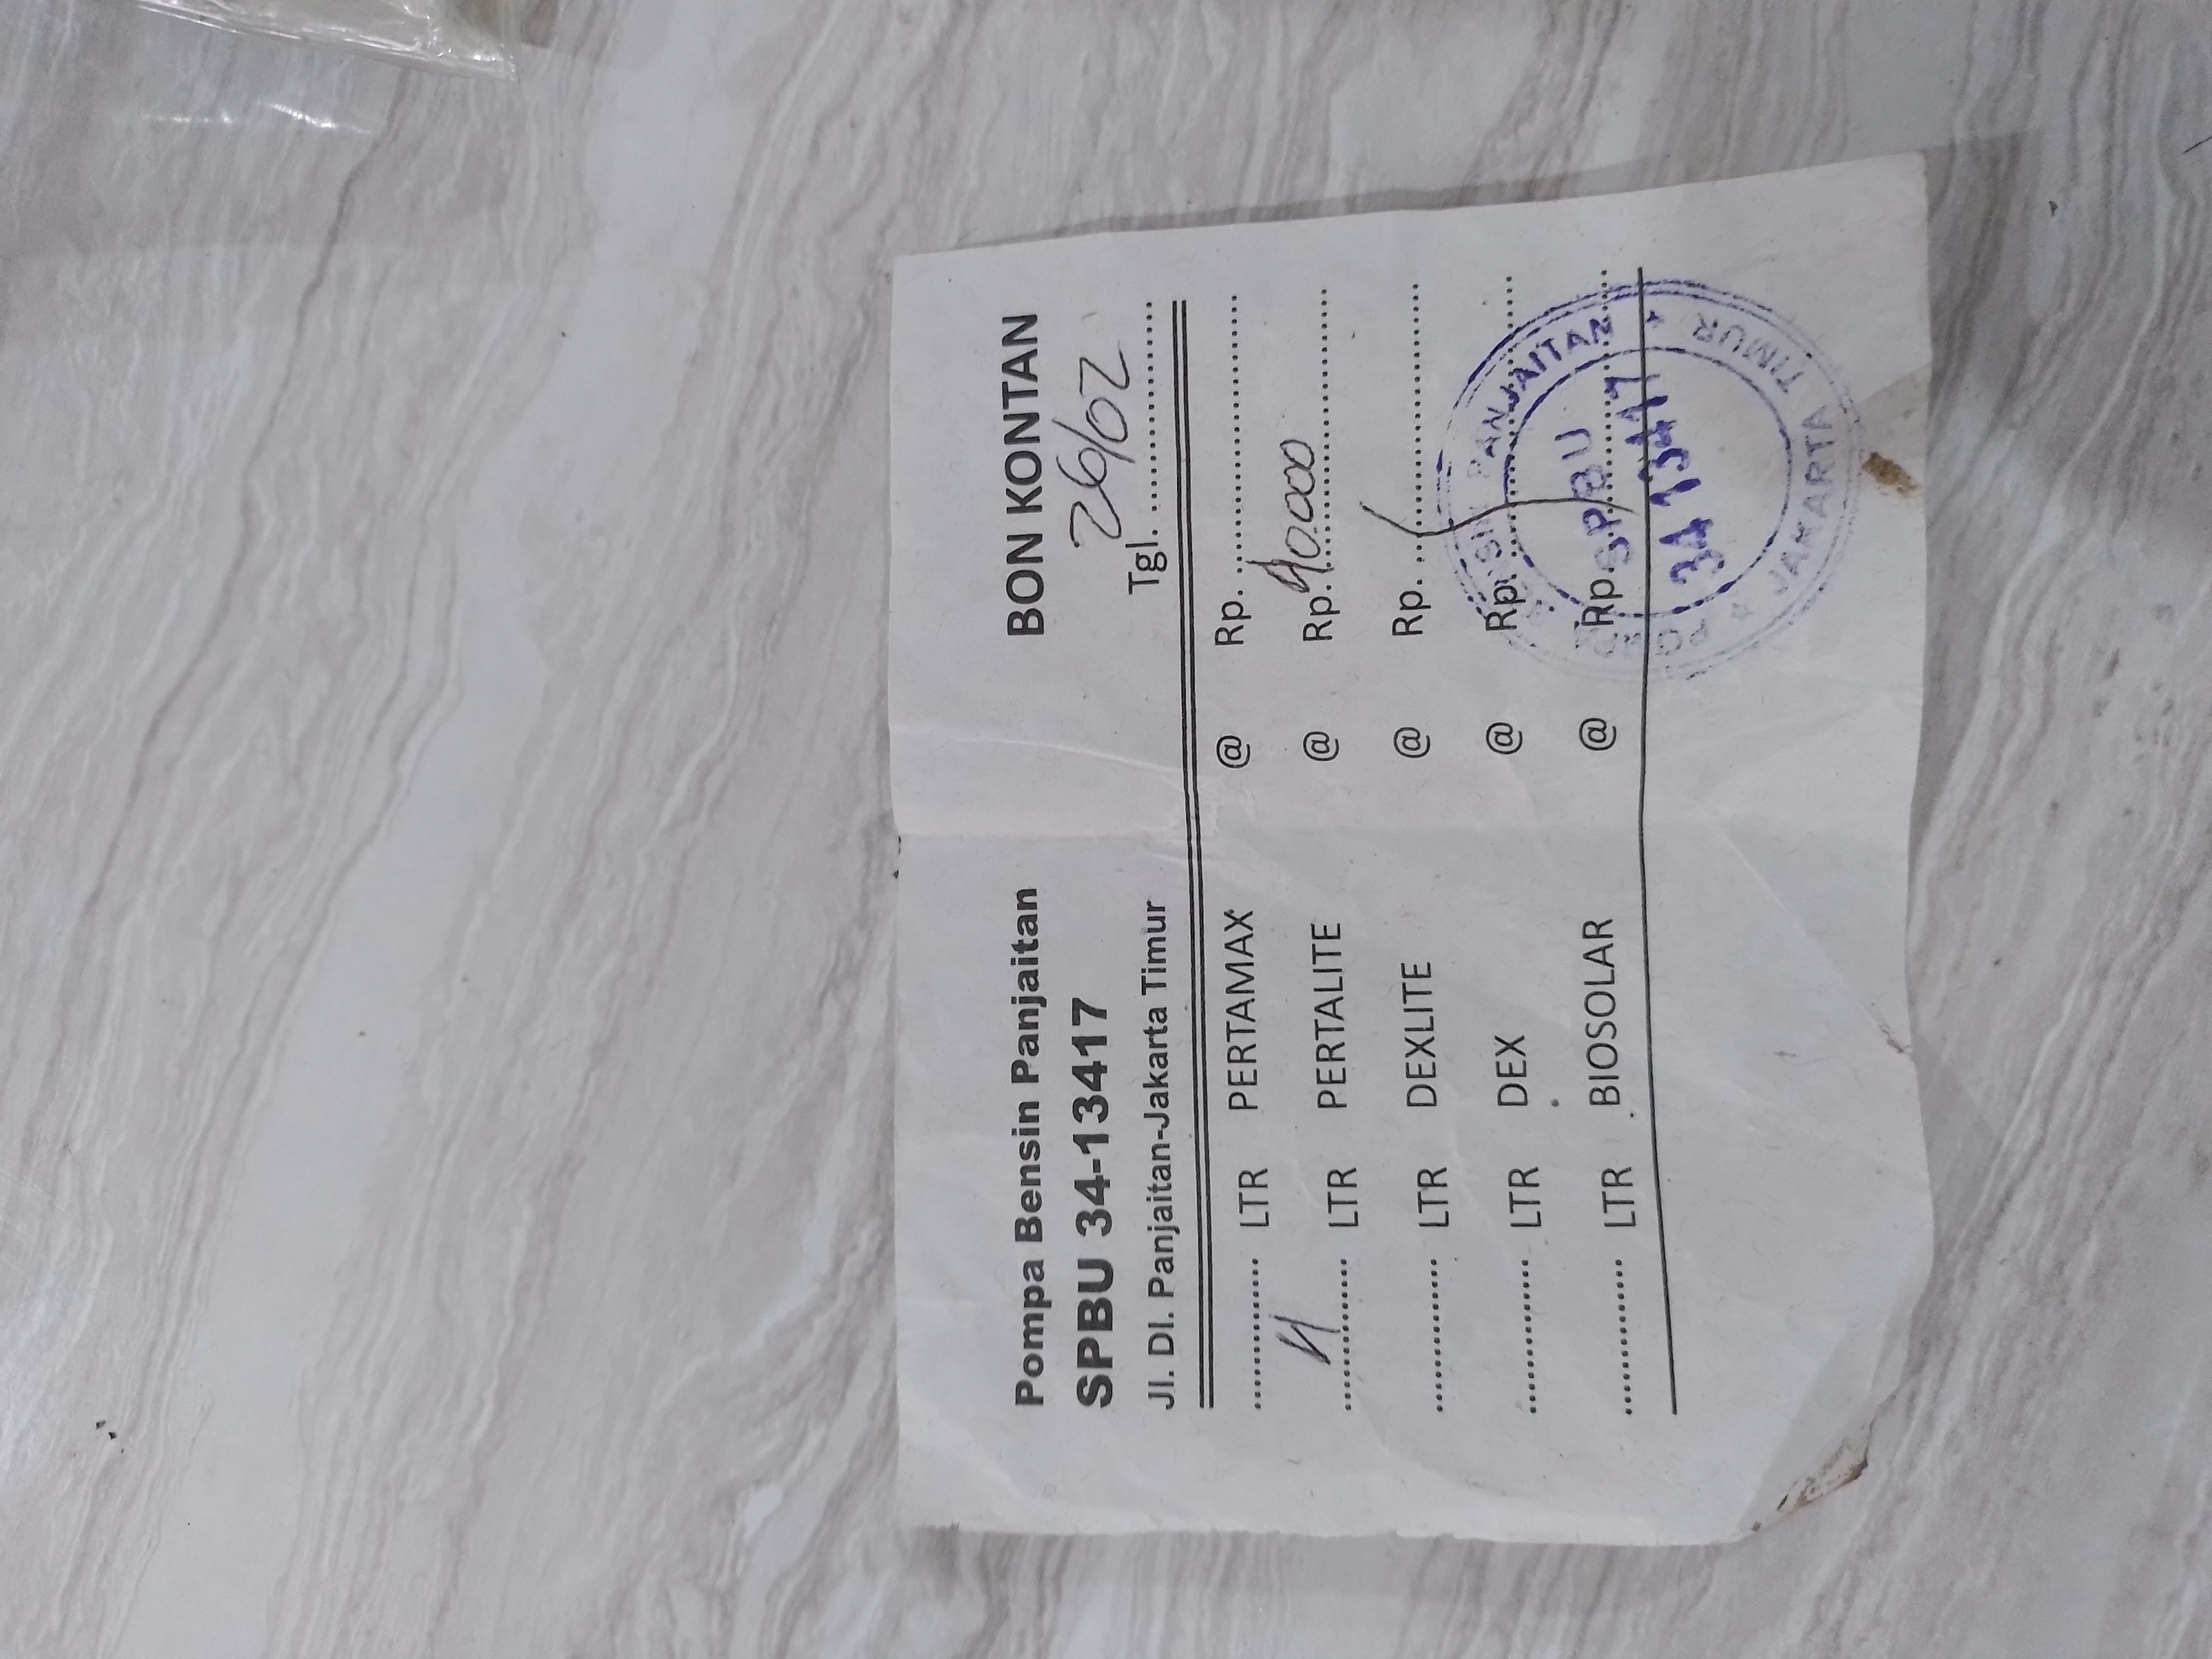 Pompa Bensin Panjaitan BON KONTAN
SPBU 34-13417
Jl. DI. Panjaitan-Jakarta Timur Tgl. 26/02
............ LTR PERTAMAX @ Rp. ........................
4 LTR PERTALITE @ Rp. 40.000
............ LTR DEXLITE @ Rp. ........................
............ LTR DEX @ Rp. ........................
............ LTR BIOSOLAR @ Rp. ........................
POMPA BENSIN PANJAITAN
SPBU
34 13417
JAKARTA TIMUR